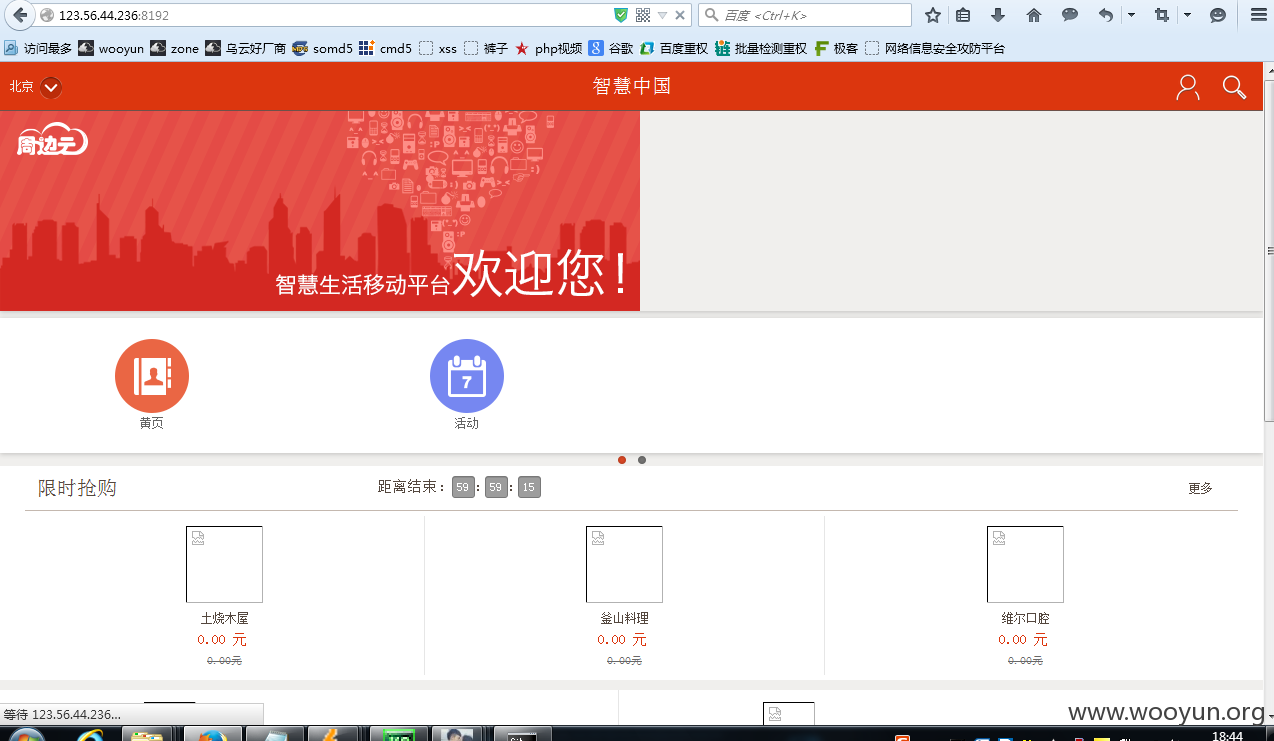 123.56.44.236:8192
百度 <Ctrl+K>
访问最多 wooyun zone 乌云好厂商 somd5 cmd5 xss 裤子 php视频 谷歌 百度重权 批量检测重权 极客 网络信息安全攻防平台
北京 智慧中国
周边云
智慧生活移动平台欢迎您！
7
黄页 活动
限时抢购 距离结束： 59 : 59 : 15 更多
土烧木屋 釜山料理 维尔口腔
0.00 元 0.00 元 0.00 元
0.00元 0.00元 0.00元
等待 123.56.44.236...
www.wooyun.org
18:44